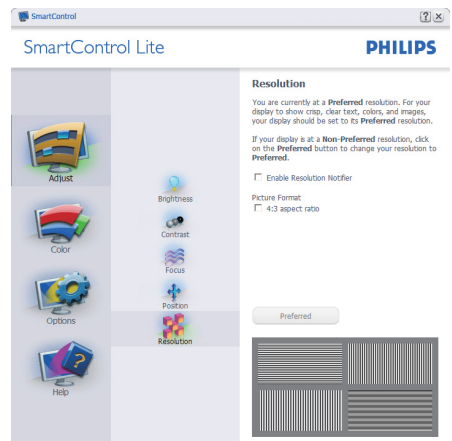 SmartControl
? x
SmartControl Lite
PHILIPS
Adjust
Color
Options
Help
Brightness
Contrast
Focus
Position
Resolution
Resolution
You are currently at a Preferred resolution. For your
display to show crisp, clear text, colors, and images,
your display should be set to its Preferred resolution.
If your display is at a Non-Preferred resolution, click
on the Preferred button to change your resolution to
Preferred.
Enable Resolution Notifier
Picture Format
4:3 aspect ratio
Preferred